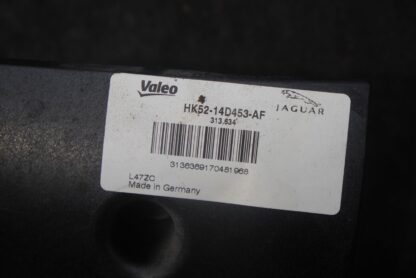 Valeo
HK52-14D453-AF
JAGUAR
313.634
3136369170481968
L47ZC
Made in Germany